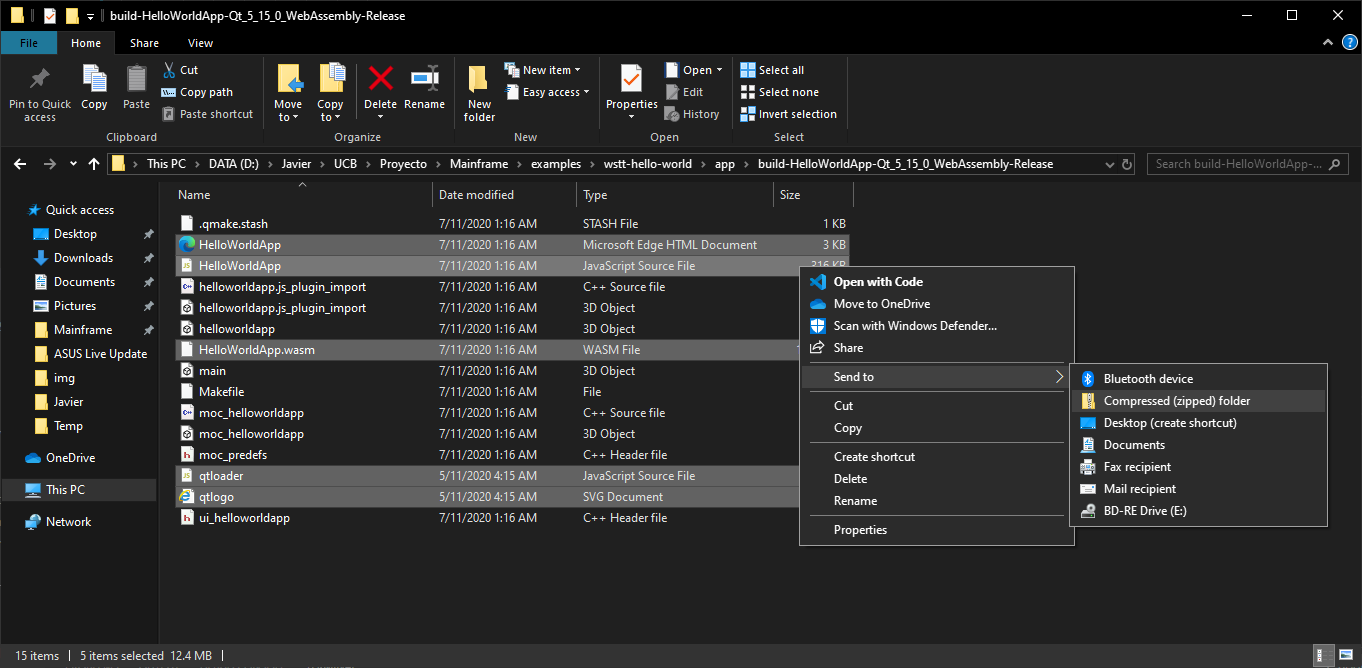 build-HelloWorldApp-Qt_5_15_0_WebAssembly-Release
File Home Share View
Pin to Quick access
Copy
Paste
Cut
Copy path
Paste shortcut
Clipboard
Move to
Copy to
Delete
Rename
Organize
New folder
New item
Easy access
New
Properties
Open
Edit
History
Open
Select all
Select none
Invert selection
Select
This PC > DATA (D:) > Javier > UCB > Proyecto > Mainframe > examples > wstt-hello-world > app > build-HelloWorldApp-Qt_5_15_0_WebAssembly-Release
Search build-HelloWorldApp-...
Quick access
Desktop
Downloads
Documents
Pictures
Mainframe
ASUS Live Update
img
Javier
Temp
OneDrive
This PC
Network
Name Date modified Type Size
.qmake.stash 7/11/2020 1:16 AM STASH File 1 KB
HelloWorldApp 7/11/2020 1:16 AM Microsoft Edge HTML Document 3 KB
HelloWorldApp 7/11/2020 1:16 AM JavaScript Source File 316 KB
helloworldapp.js_plugin_import 7/11/2020 1:16 AM C++ Source file
helloworldapp.js_plugin_import 7/11/2020 1:16 AM 3D Object
helloworldapp 7/11/2020 1:16 AM 3D Object
HelloWorldApp.wasm 7/11/2020 1:16 AM WASM File
main 7/11/2020 1:16 AM 3D Object
Makefile 7/11/2020 1:16 AM File
moc_helloworldapp 7/11/2020 1:16 AM C++ Source file
moc_helloworldapp 7/11/2020 1:16 AM 3D Object
moc_predefs 7/11/2020 1:16 AM C++ Header file
qtloader 5/11/2020 4:15 AM JavaScript Source File
qtlogo 5/11/2020 4:15 AM SVG Document
ui_helloworldapp 7/11/2020 1:16 AM C++ Header file
Open with Code
Move to OneDrive
Scan with Windows Defender...
Share
Send to
Cut
Copy
Create shortcut
Delete
Rename
Properties
Bluetooth device
Compressed (zipped) folder
Desktop (create shortcut)
Documents
Fax recipient
Mail recipient
BD-RE Drive (E:)
15 items | 5 items selected 12.4 MB |